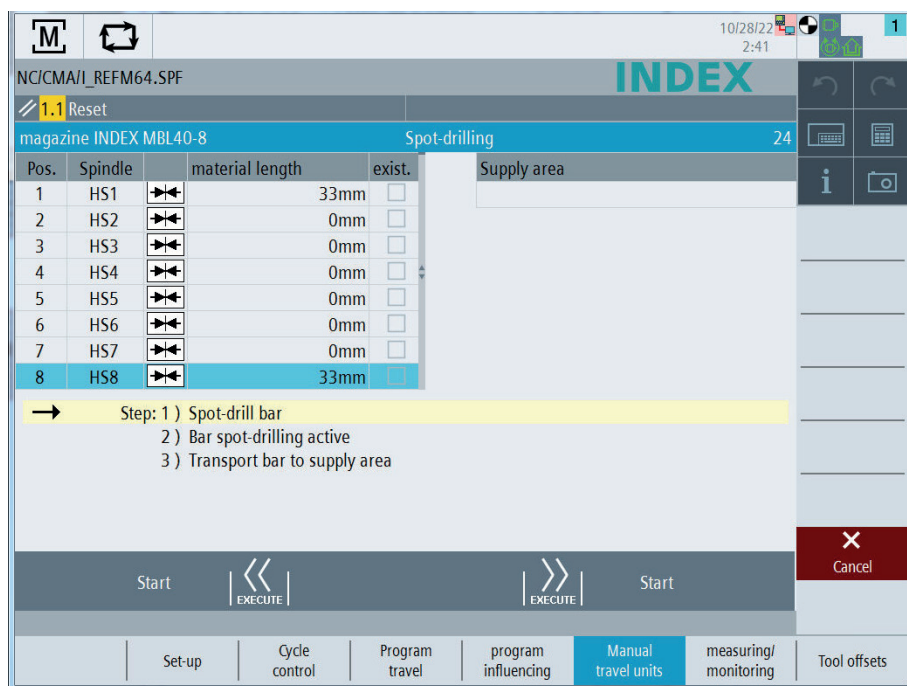 M
10/28/22
2:41
1
NC/CMA/I_REFM64.SPF
INDEX
1.1 Reset
magazine INDEX MBL40-8 Spot-drilling 24
Pos. Spindle material length exist. Supply area
1 HS1 33mm
2 HS2 0mm
3 HS3 0mm
4 HS4 0mm
5 HS5 0mm
6 HS6 0mm
7 HS7 0mm
8 HS8 33mm
Step: 1 ) Spot-drill bar
2 ) Bar spot-drilling active
3 ) Transport bar to supply area
Cancel
Start EXECUTE EXECUTE Start
Set-up
Cycle control
Program travel
program influencing
Manual travel units
measuring/ monitoring
Tool offsets